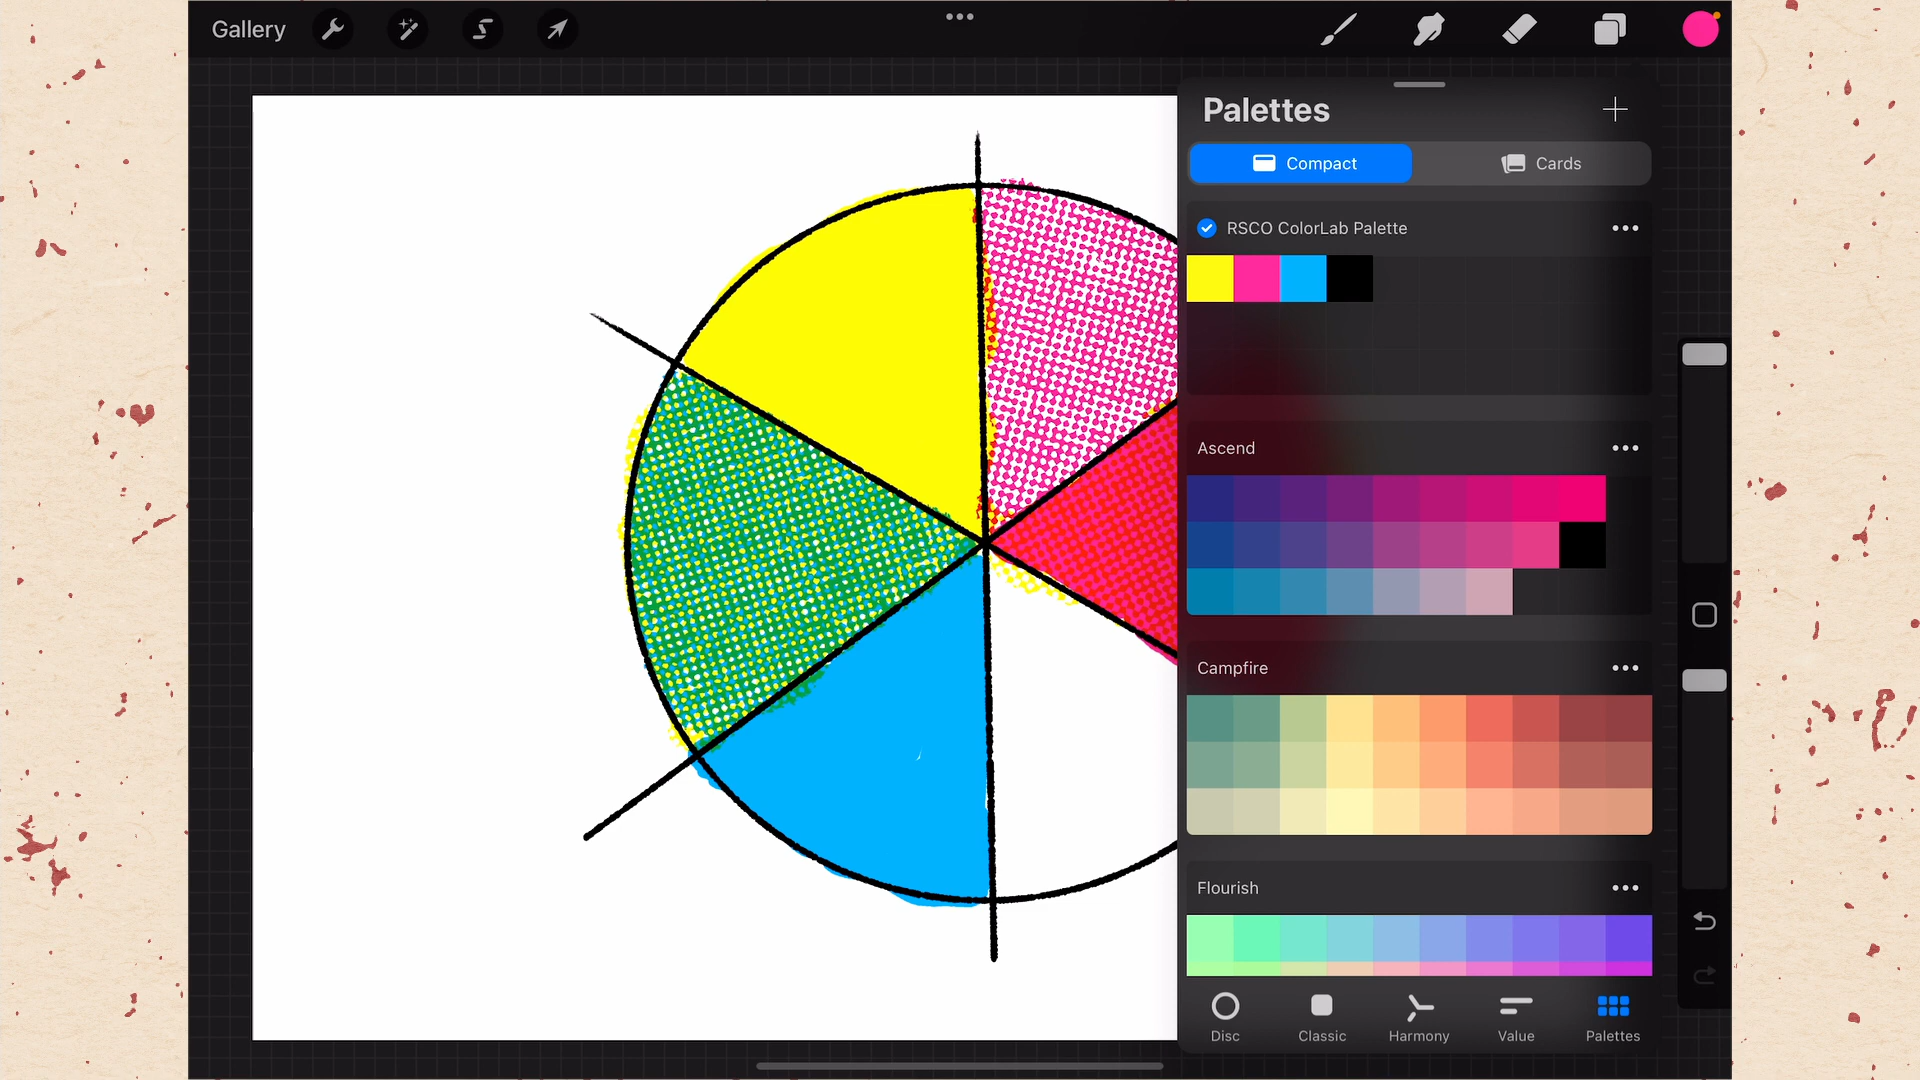 Gallery
Palettes
Compact
Cards
RSCO ColorLab Palette
Ascend
Campfire
Flourish
Disc
Classic
Harmony
Value
Palettes